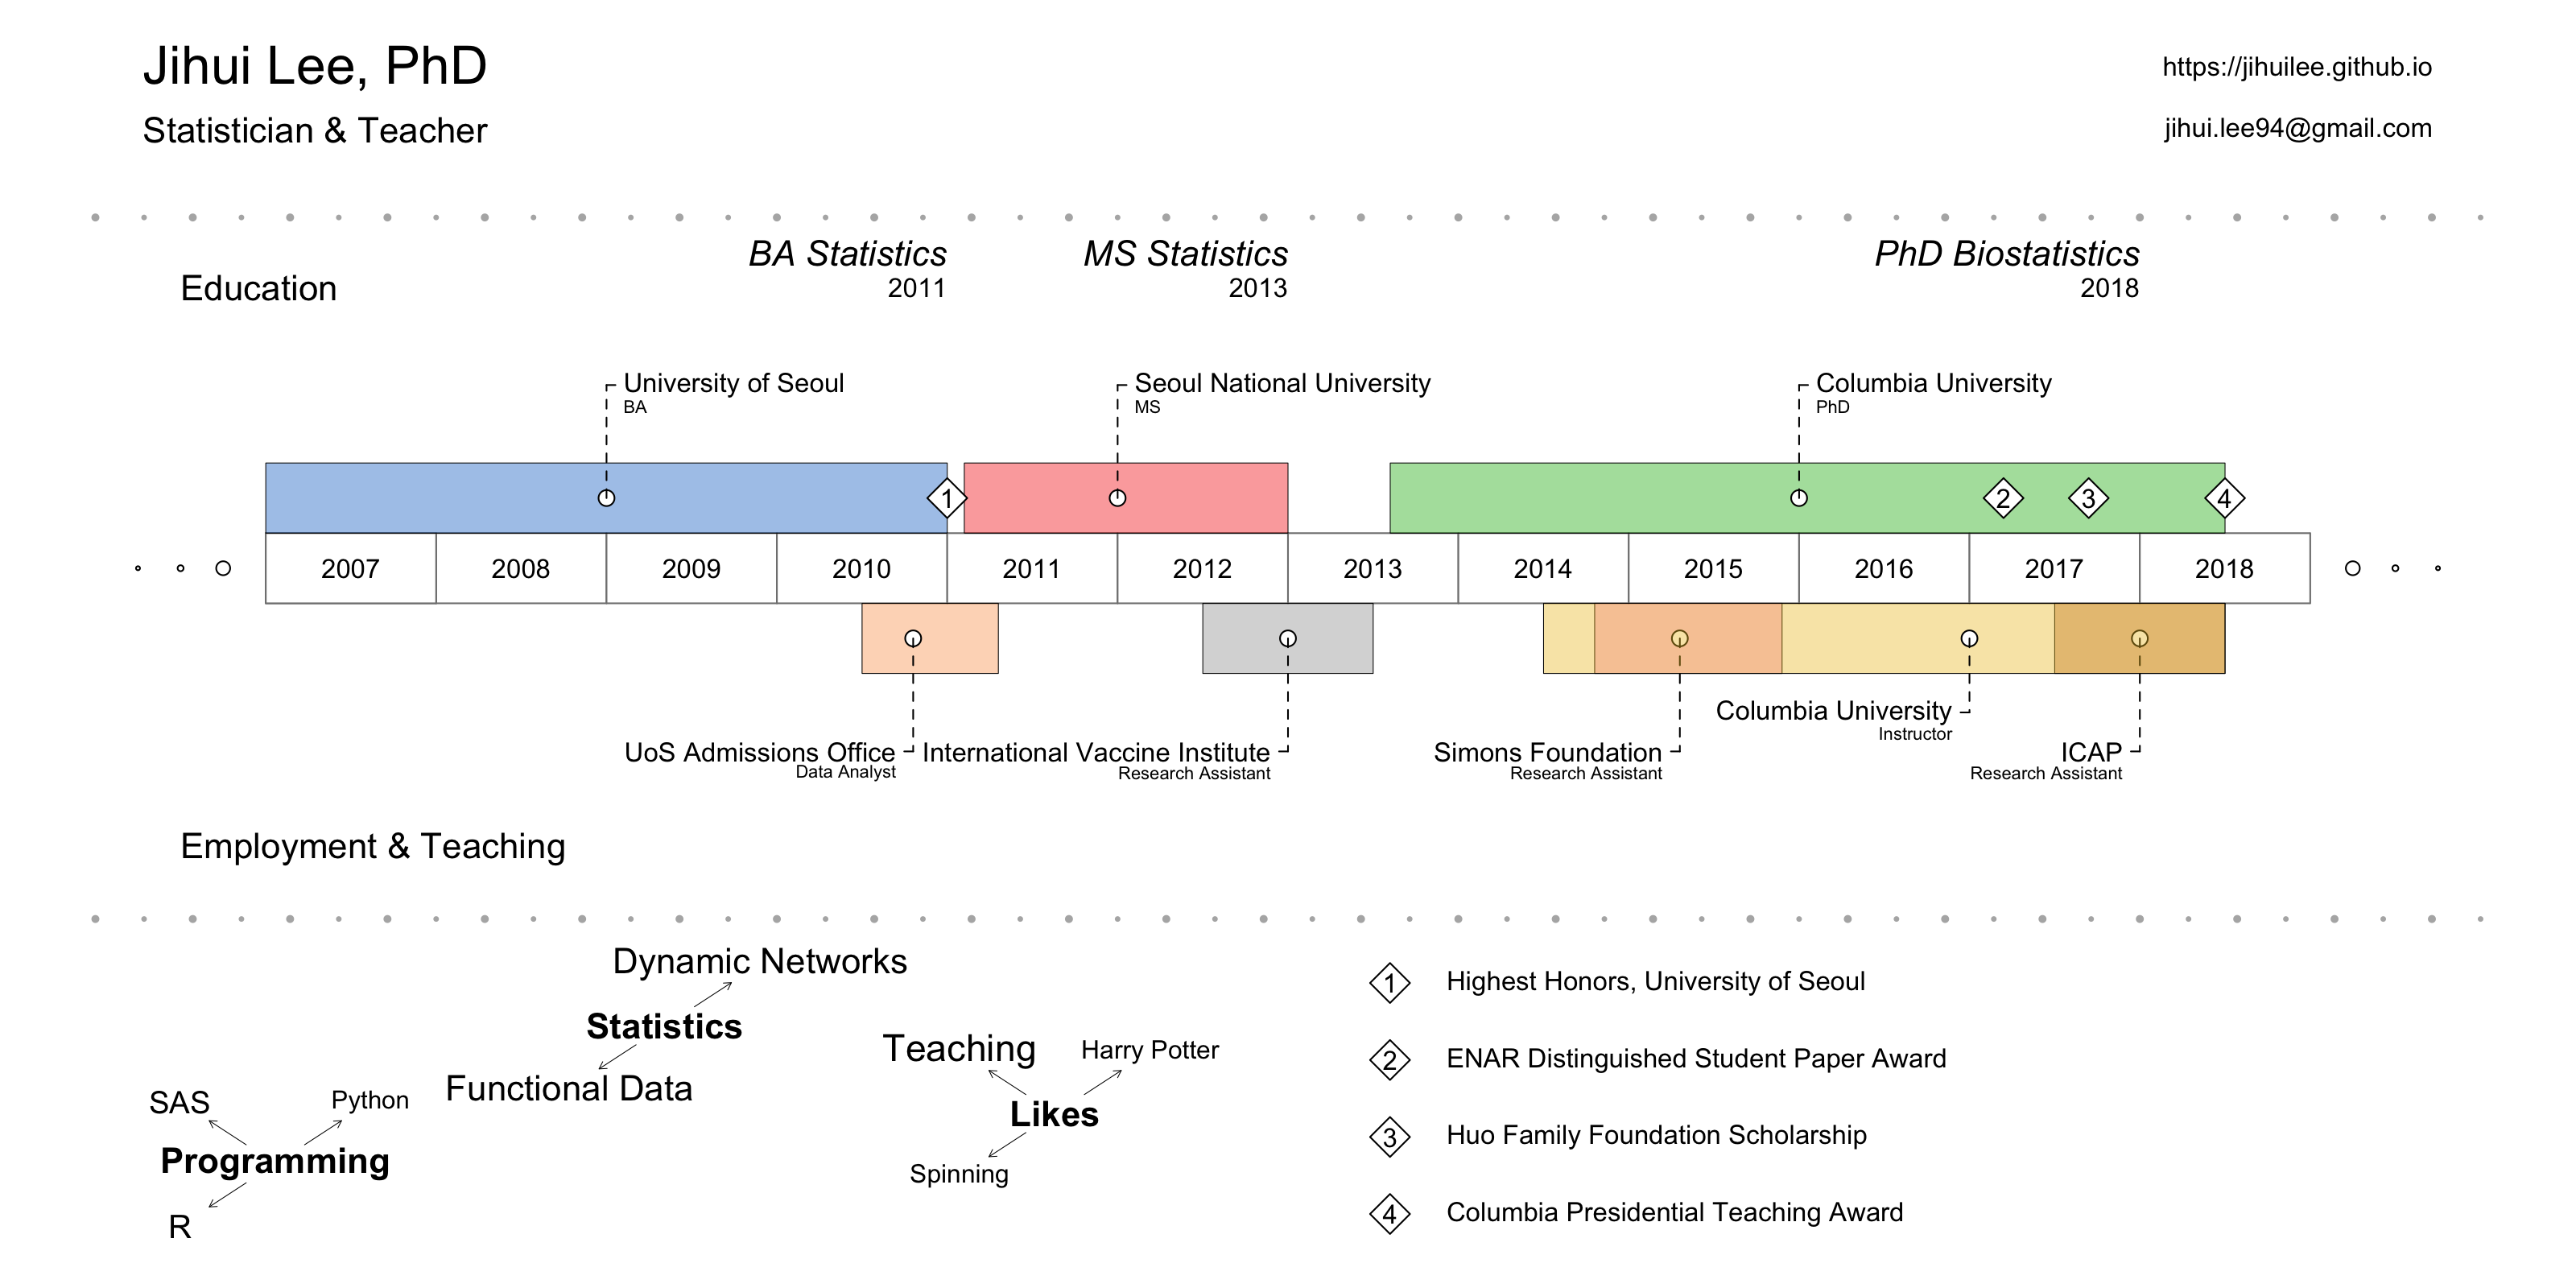 Jihui Lee, PhD
Statistician & Teacher
https://jihuilee.github.io
jihui.lee94@gmail.com
Education
BA Statistics
2011
MS Statistics
2013
PhD Biostatistics
2018
University of Seoul
BA
Seoul National University
MS
Columbia University
PhD
1
2
3
4
2007 2008 2009 2010 2011 2012 2013 2014 2015 2016 2017 2018
UoS Admissions Office
Data Analyst
International Vaccine Institute
Research Assistant
Simons Foundation
Research Assistant
Columbia University
Instructor
ICAP
Research Assistant
Employment & Teaching
SAS
Python
Programming
R
Dynamic Networks
Statistics
Functional Data
Teaching
Harry Potter
Likes
Spinning
1 Highest Honors, University of Seoul
2 ENAR Distinguished Student Paper Award
3 Huo Family Foundation Scholarship
4 Columbia Presidential Teaching Award